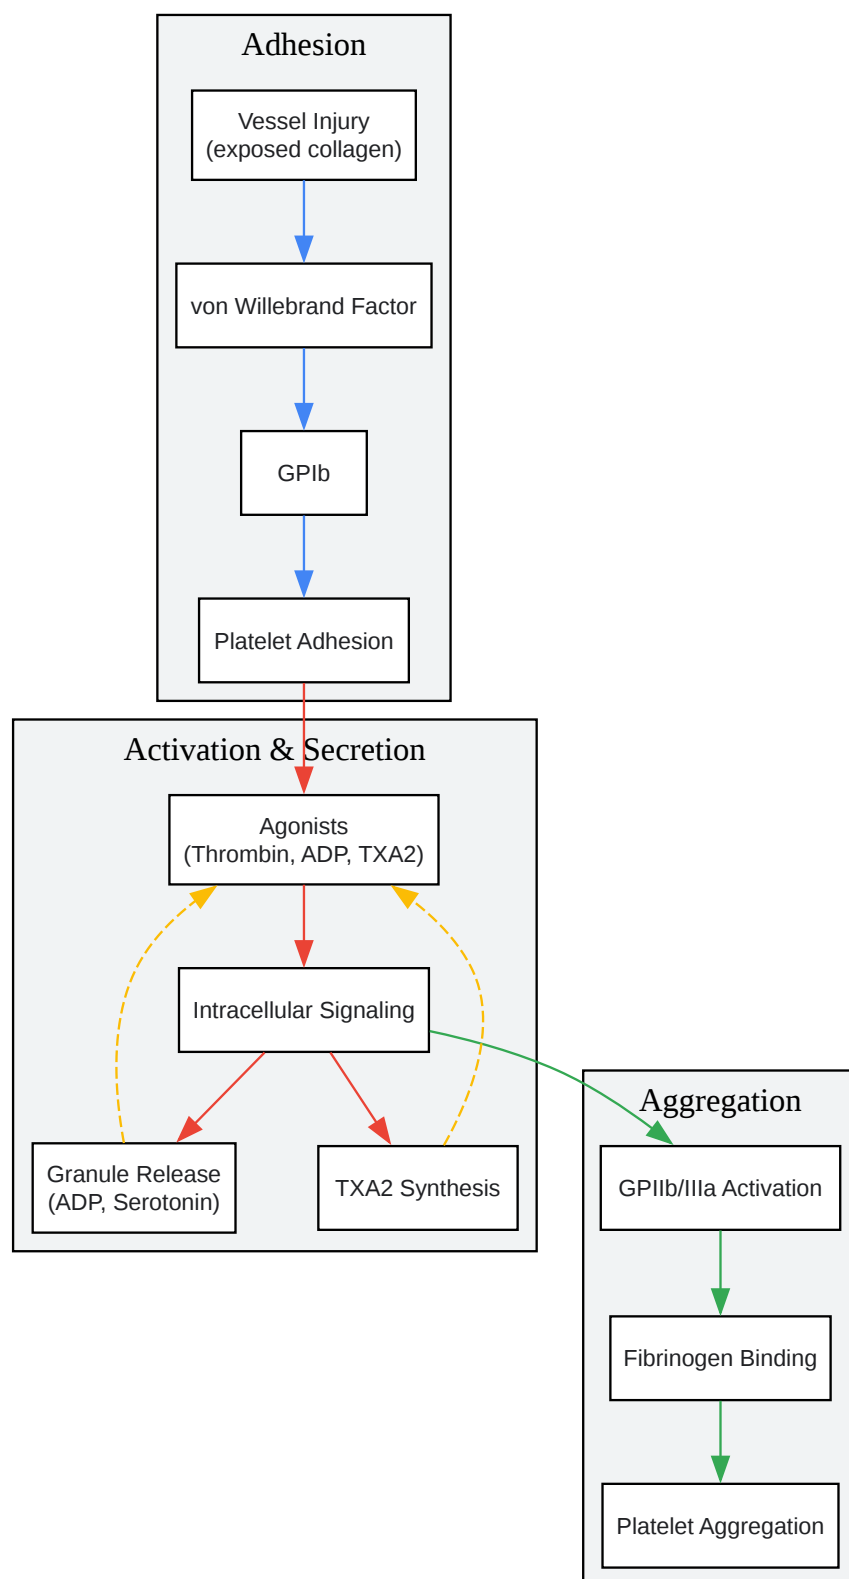 Adhesion
Vessel Injury
(exposed collagen)
von Willebrand Factor
GPIb
Platelet Adhesion
Activation & Secretion
Agonists
(Thrombin, ADP, TXA2)
Intracellular Signaling
Granule Release
(ADP, Serotonin)
TXA2 Synthesis
Aggregation
GPIIb/IIIa Activation
Fibrinogen Binding
Platelet Aggregation